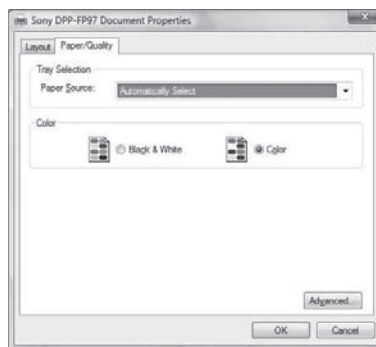 Sony DPP-FP97 Document Properties
Layout Paper/Quality
Tray Selection
Paper Source: Automatically Select
Color
Black & White Color
Advanced...
OK Cancel